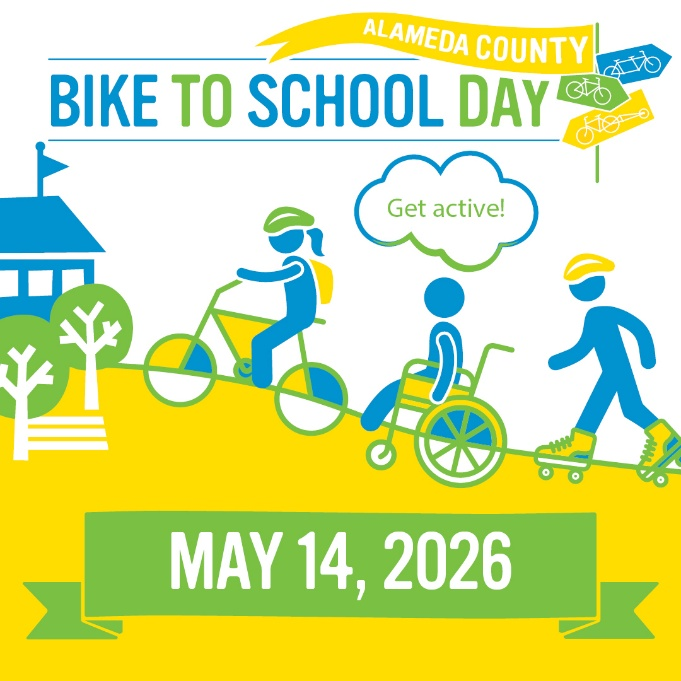 ALAMEDA COUNTY
BIKE TO SCHOOL DAY
Get active!
MAY 14, 2026